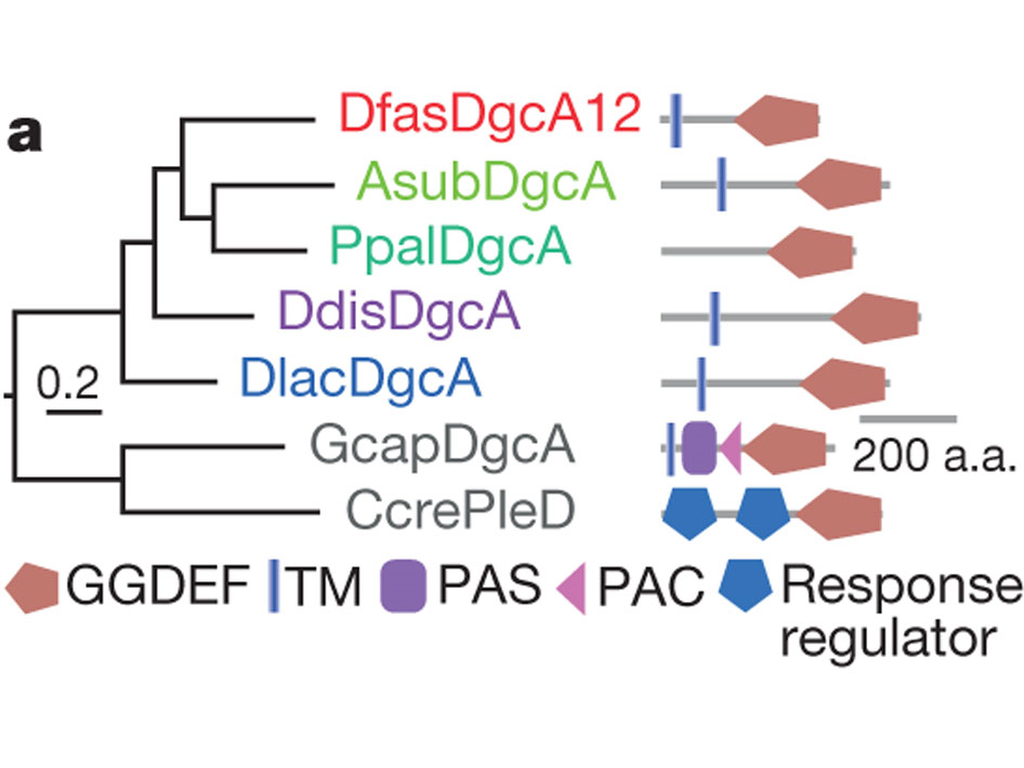 a
DfasDgcA12
AsubDgcA
PpalDgcA
DdisDgcA
0.2
DlacDgcA
GcapDgcA
200 a.a.
CcrePleD
GGDEF TM PAS PAC Response
regulator